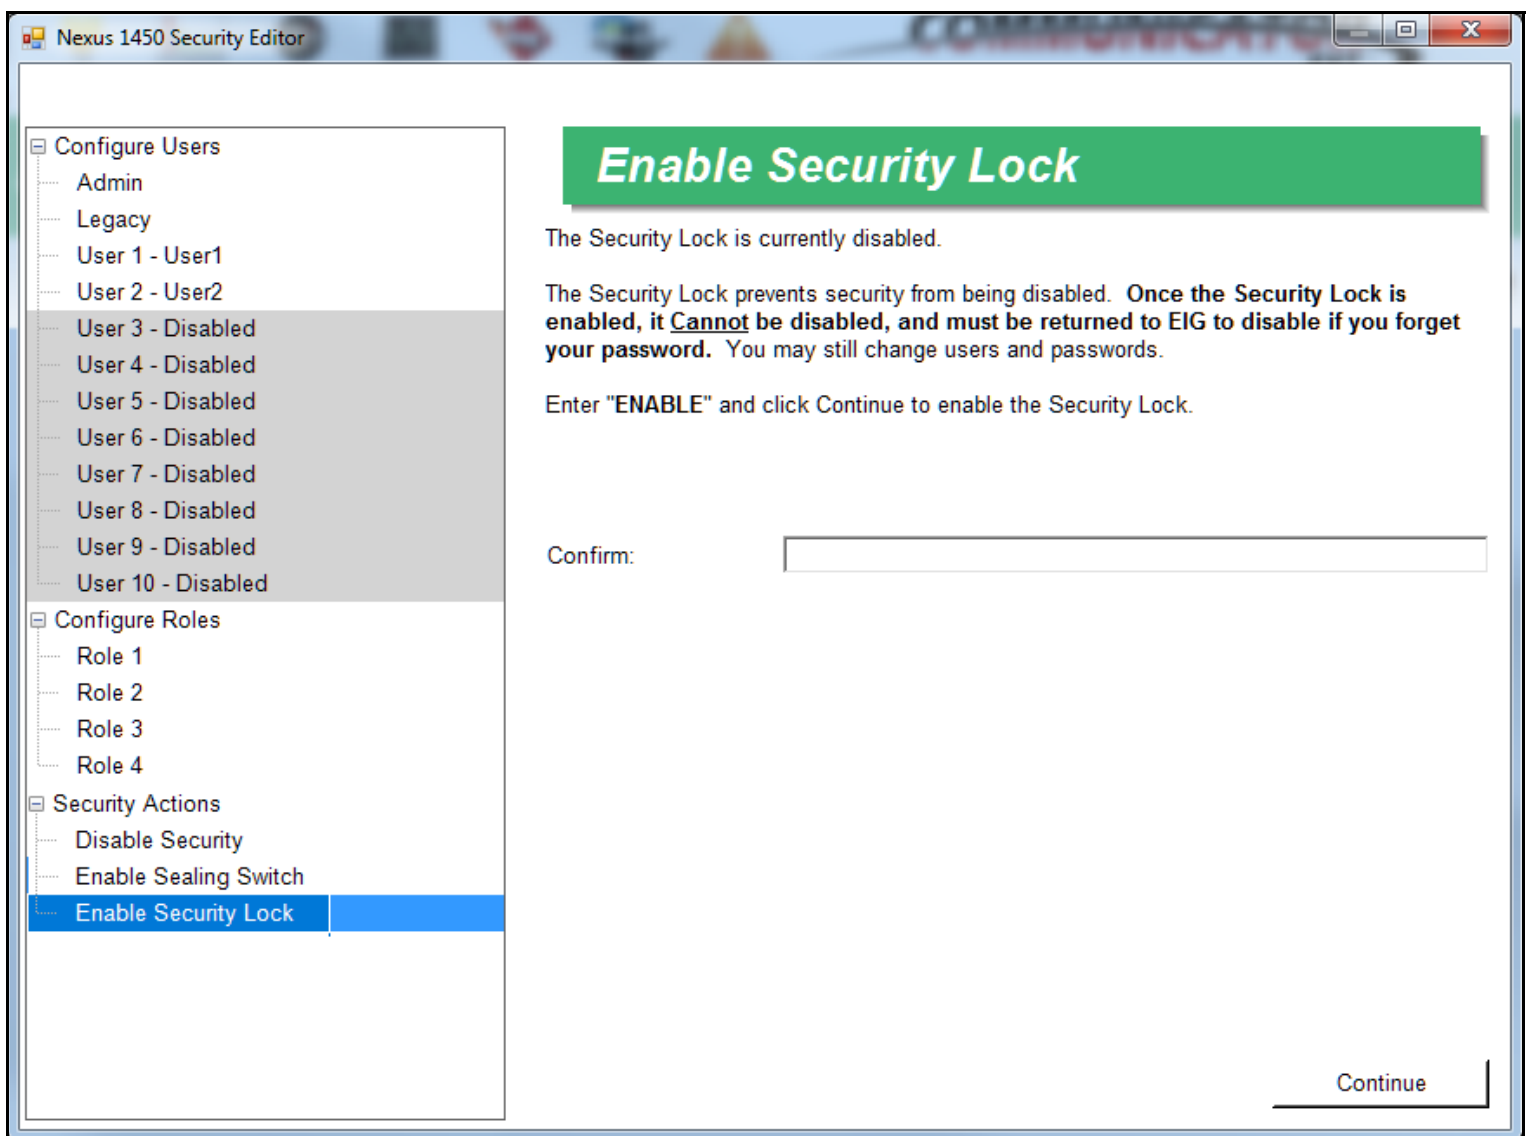 Nexus 1450 Security Editor
Configure Users
Admin
Legacy
User 1 - User1
User 2 - User2
User 3 - Disabled
User 4 - Disabled
User 5 - Disabled
User 6 - Disabled
User 7 - Disabled
User 8 - Disabled
User 9 - Disabled
User 10 - Disabled
Configure Roles
Role 1
Role 2
Role 3
Role 4
Security Actions
Disable Security
Enable Sealing Switch
Enable Security Lock
Enable Security Lock
The Security Lock is currently disabled.
The Security Lock prevents security from being disabled. Once the Security Lock is
enabled, it Cannot be disabled, and must be returned to EIG to disable if you forget
your password. You may still change users and passwords.
Enter "ENABLE" and click Continue to enable the Security Lock.
Confirm:
Continue